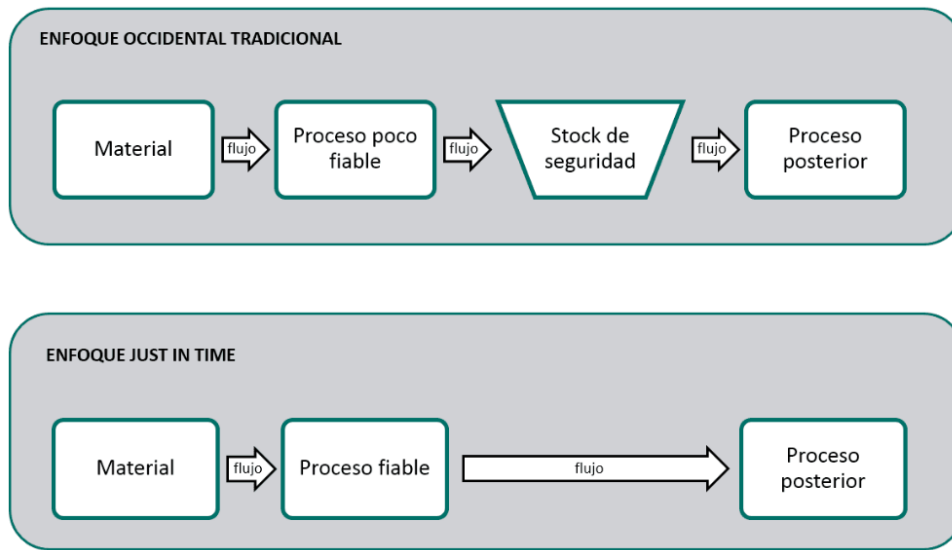 ENFOQUE OCCIDENTAL TRADICIONAL
Material
flujo
Proceso poco
fiable
flujo
Stock de
seguridad
flujo
Proceso
posterior
ENFOQUE JUST IN TIME
Material
flujo
Proceso fiable
flujo
Proceso
posterior